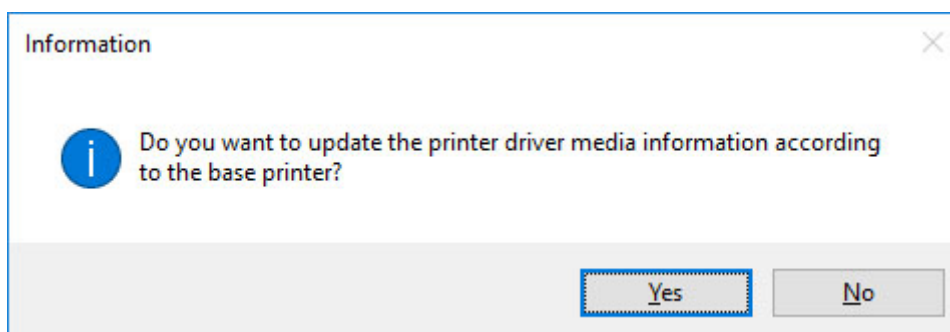 Information
Do you want to update the printer driver media information according
to the base printer?
Yes
No